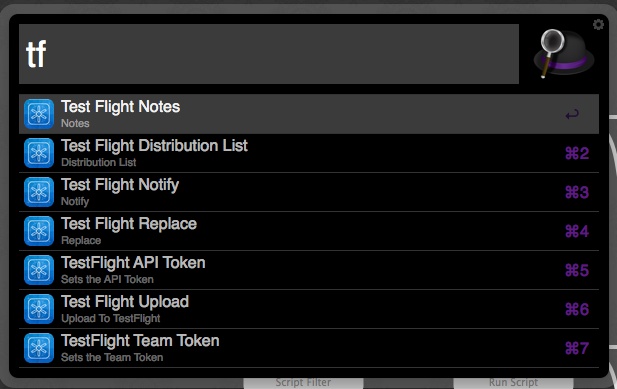 tf
Test Flight Notes
Notes
↩
Test Flight Distribution List
Distribution List
⌘2
Test Flight Notify
Notify
⌘3
Test Flight Replace
Replace
⌘4
TestFlight API Token
Sets the API Token
⌘5
Test Flight Upload
Upload To TestFlight
⌘6
TestFlight Team Token
Sets the Team Token
⌘7
Script Filter
Run Script